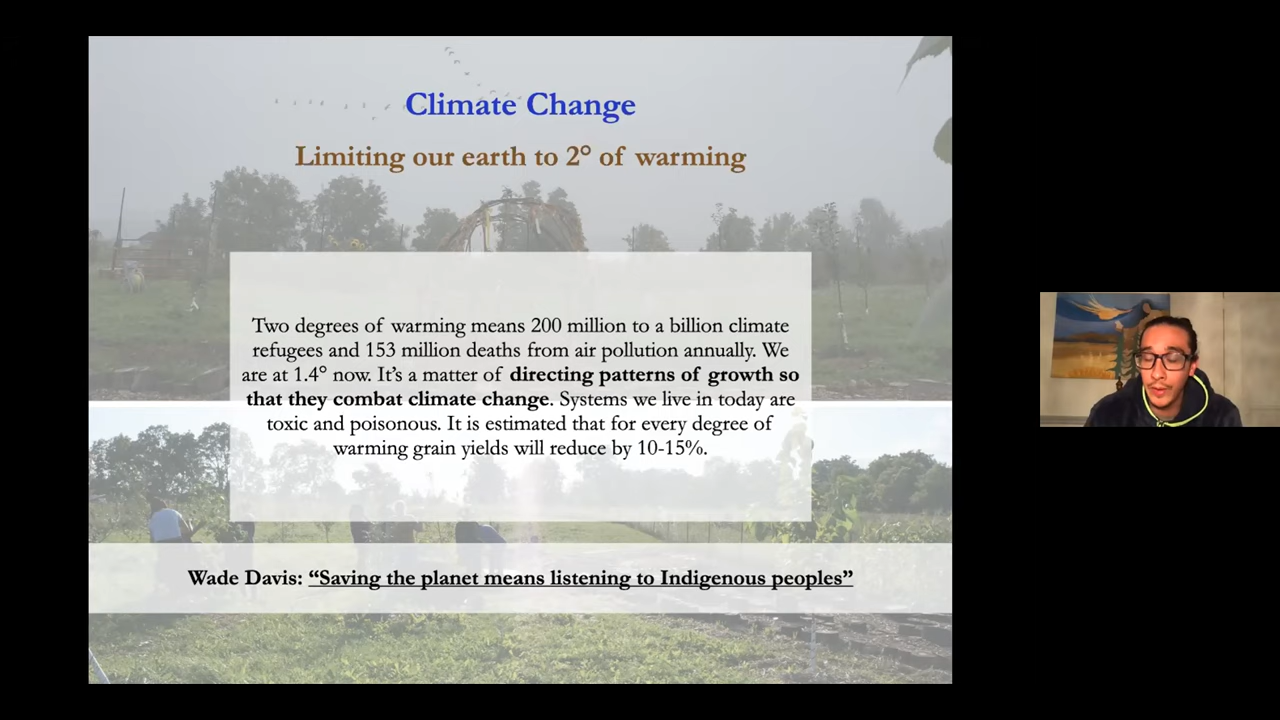 Climate Change
Limiting our earth to 2° of warming
Two degrees of warming means 200 million to a billion climate
refugees and 153 million deaths from air pollution annually. We
are at 1.4° now. It’s a matter of directing patterns of growth so
that they combat climate change. Systems we live in today are
toxic and poisonous. It is estimated that for every degree of
warming grain yields will reduce by 10-15%.
Wade Davis: “Saving the planet means listening to Indigenous peoples”